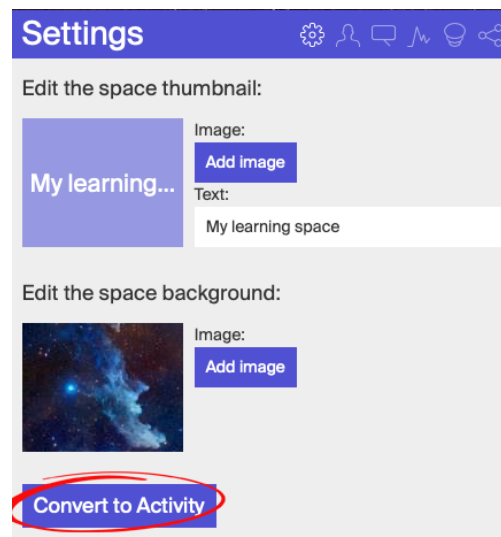 Settings
Edit the space thumbnail:
My learning...
Image:
Add image
Text:
My learning space
Edit the space background:
Image:
Add image
Convert to Activity